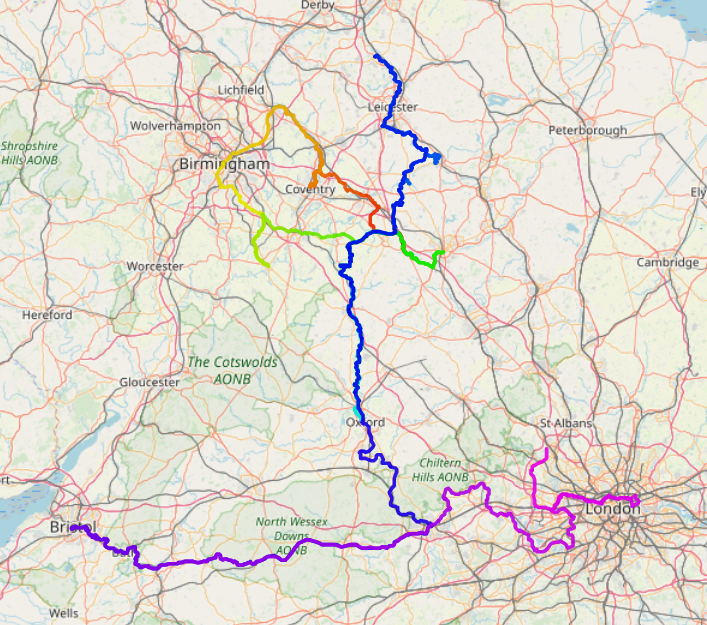 Derby
Lichfield
Leicester
Wolverhampton
Peterborough
Shropshire
Hills AONB
Birmingham
Coventry
Ely
Worcester
Cambridge
Hereford
The Cotswolds
AONB
Gloucester
Oxford
St Albans
Chiltern
Hills AONB
London
North Wessex
Downs
AONB
Bristol
Wells